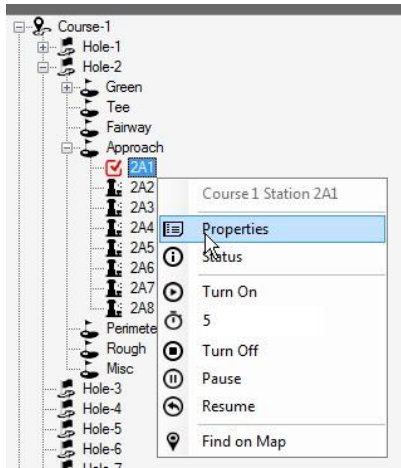 Course-1
Hole-1
Hole-2
Green
Tee
Fairway
Approach
2A1
2A2
2A3
2A4
2A5
2A6
2A7
2A8
Perimete
Rough
Misc
Hole-3
Hole-4
Hole-5
Hole-6
Course 1 Station 2A1
Properties
Status
Turn On
5
Turn Off
Pause
Resume
Find on Map